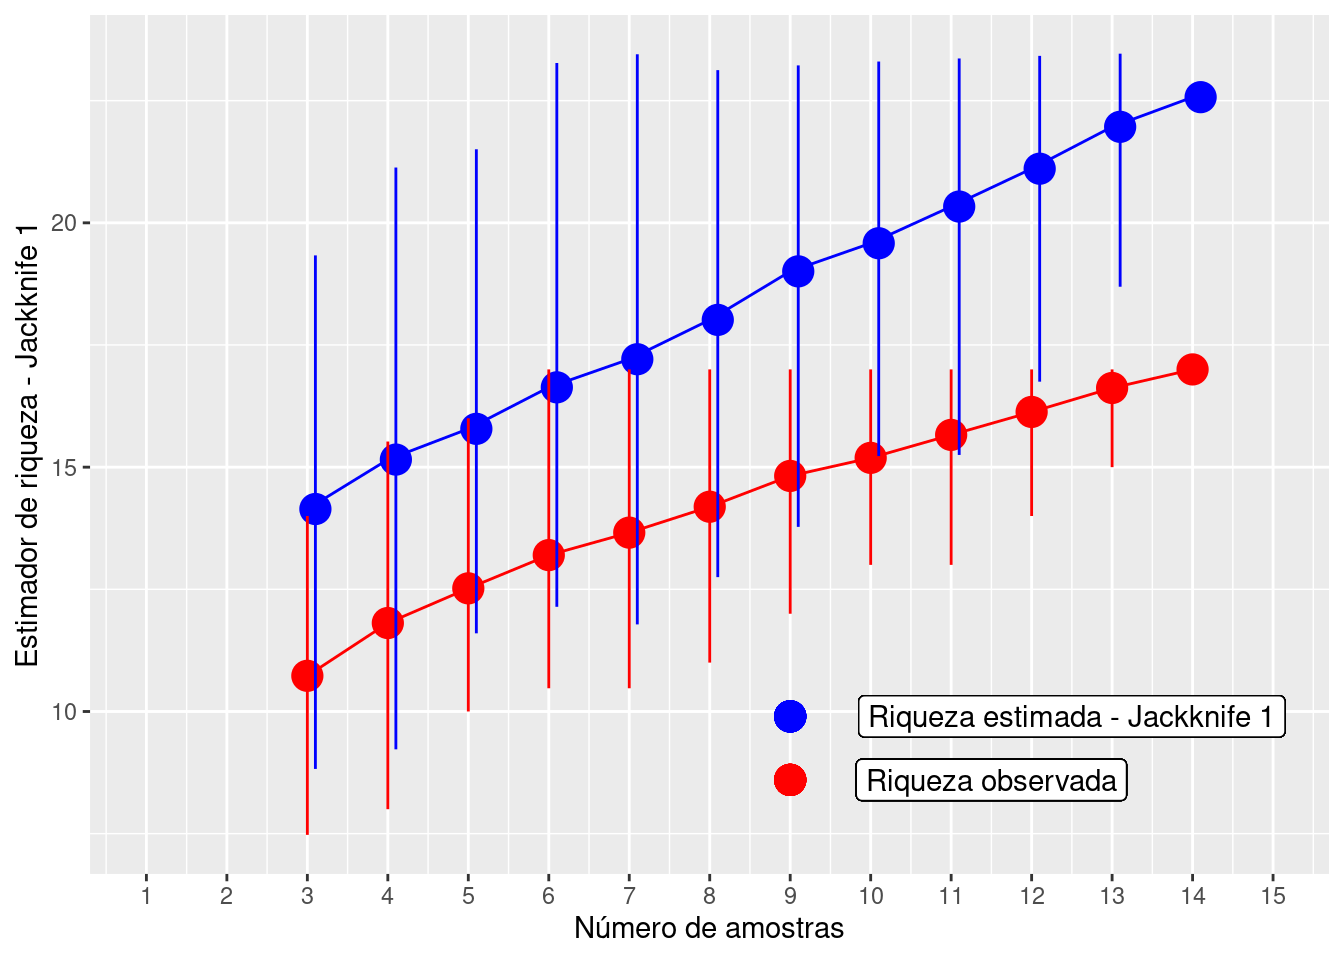 Estimador de riqueza - Jackknife 1
20
15
10
Riqueza estimada - Jackknife 1
Riqueza observada
1 2 3 4 5 6 7 8 9 10 11 12 13 14 15
Número de amostras